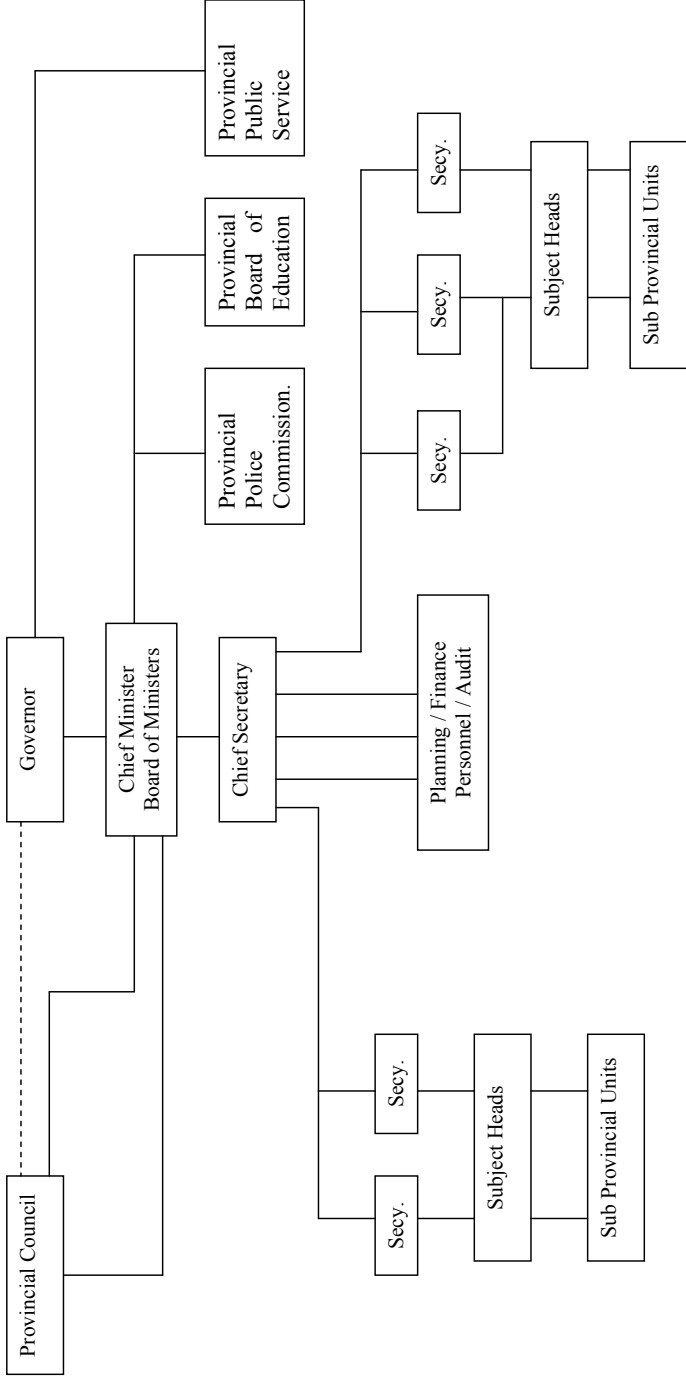 Provincial Council
Governor
Chief Minister
Board of Ministers
Provincial
Police
Commission.
Provincial
Board of
Education
Provincial
Public
Service
Chief Secretary
Secy.
Secy.
Planning / Finance
Personnel / Audit
Secy.
Secy.
Secy.
Subject Heads
Subject Heads
Sub Provincial Units
Sub Provincial Units